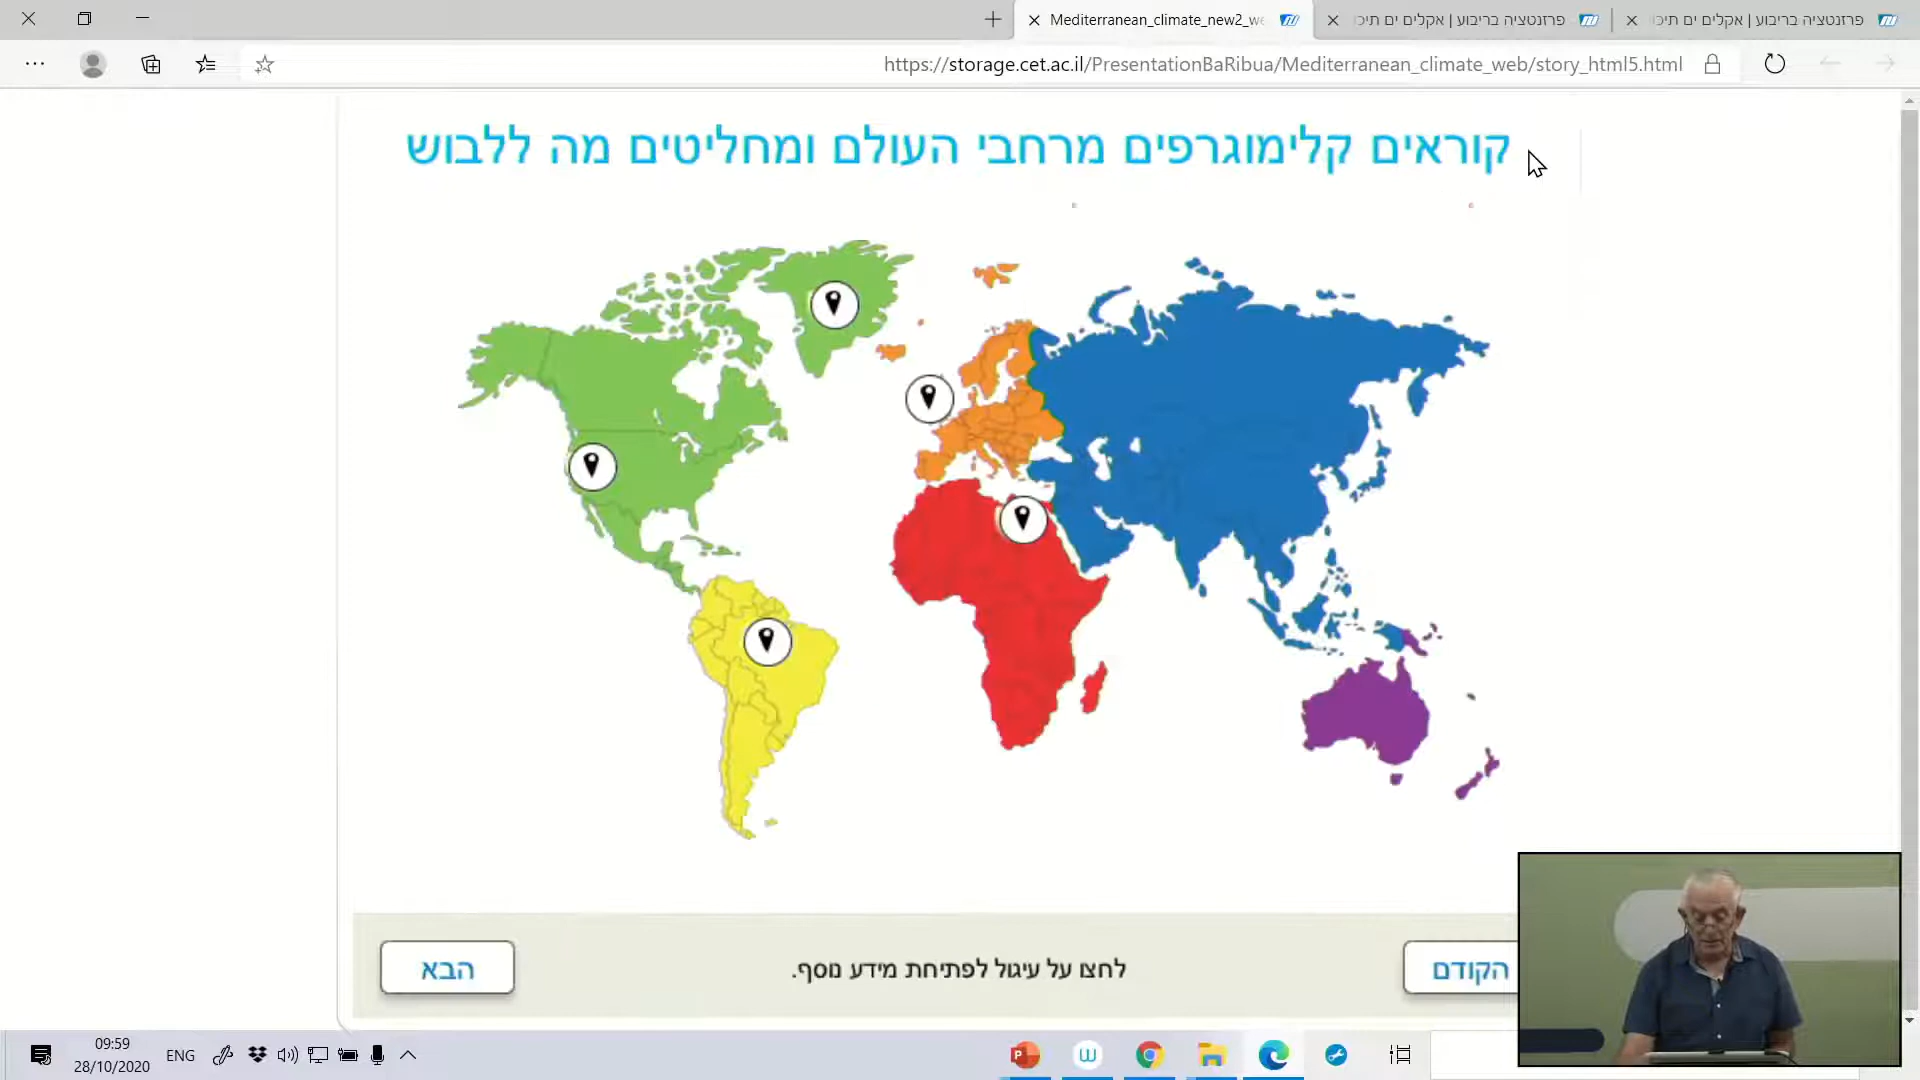 Mediterranean_climate_new2_we
פרזנטציה בריבוע | אקלים ים תיכו
פרזנטציה בריבוע | אקלים ים תיכו
https://storage.cet.ac.il/PresentationBaRibua/Mediterranean_climate_web/story_html5.html
קוראים קלימוגרפים מרחבי העולם ומחליטים מה ללבוש
הקודם
לחצו על עיגול לפתיחת מידע נוסף.
הבא
09:59
28/10/2020
ENG